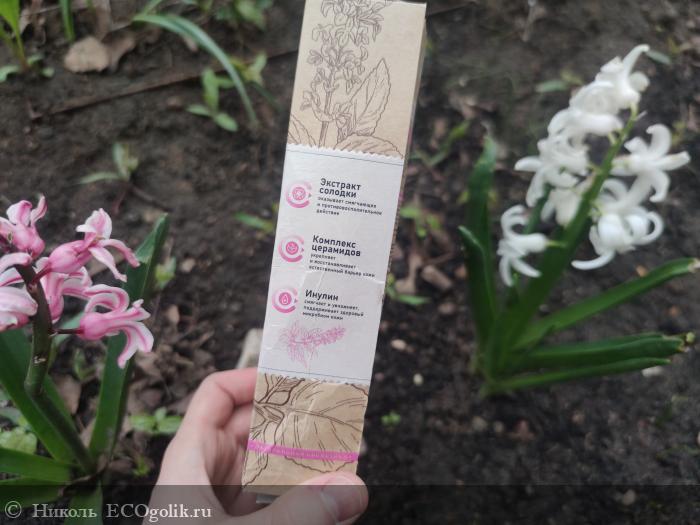 Экстракт
солодки
оказывает смягчающее
и противовоспалительное
действие
Комплекс
церамидов
укрепляет
и восстанавливает
естественный барьер кожи
Инулин
смягчает и увлажняет,
поддерживает здоровый
микробиом кожи
© Николь ECOgolik.ru